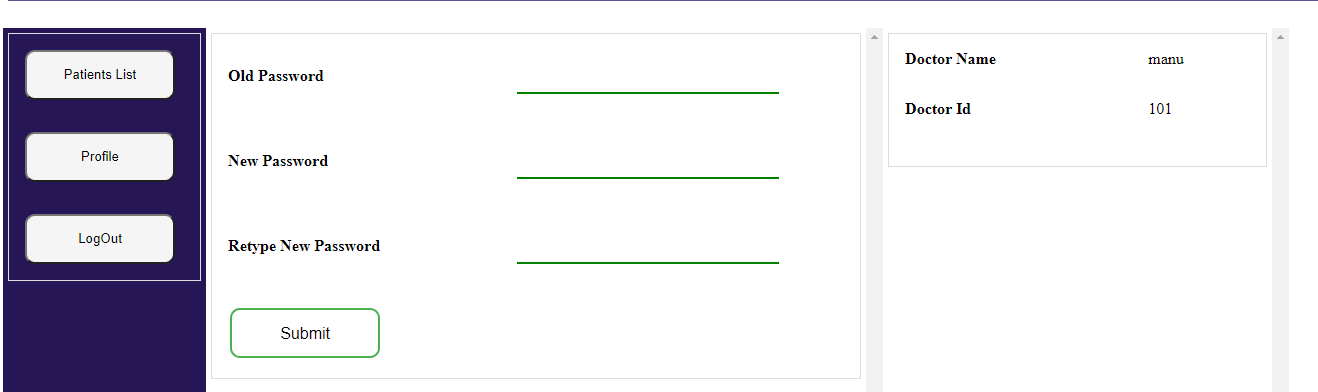 Patients List
Profile
LogOut
Old Password
New Password
Retype New Password
Submit
Doctor Name manu
Doctor Id 101